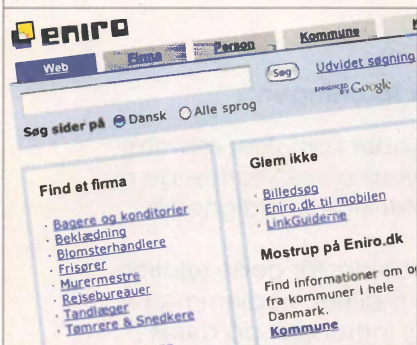 eniro
Web Firma Person Kommune
Søg Udvidet søgning
ENHANCED BY Google
Søg sider på Dansk Alle sprog
Find et firma
· Bagere og konditorier
· Beklædning
· Blomsterhandlere
· Frisører
· Murermestre
· Rejsebureauer
· Tandlæger
· Tømrere & Snedkere
Glem ikke
· Billedsøg
· Eniro.dk til mobilen
· LinkGuiderne
Mostrup på Eniro.dk
Find informationer om og
fra kommuner i hele
Danmark.
Kommune